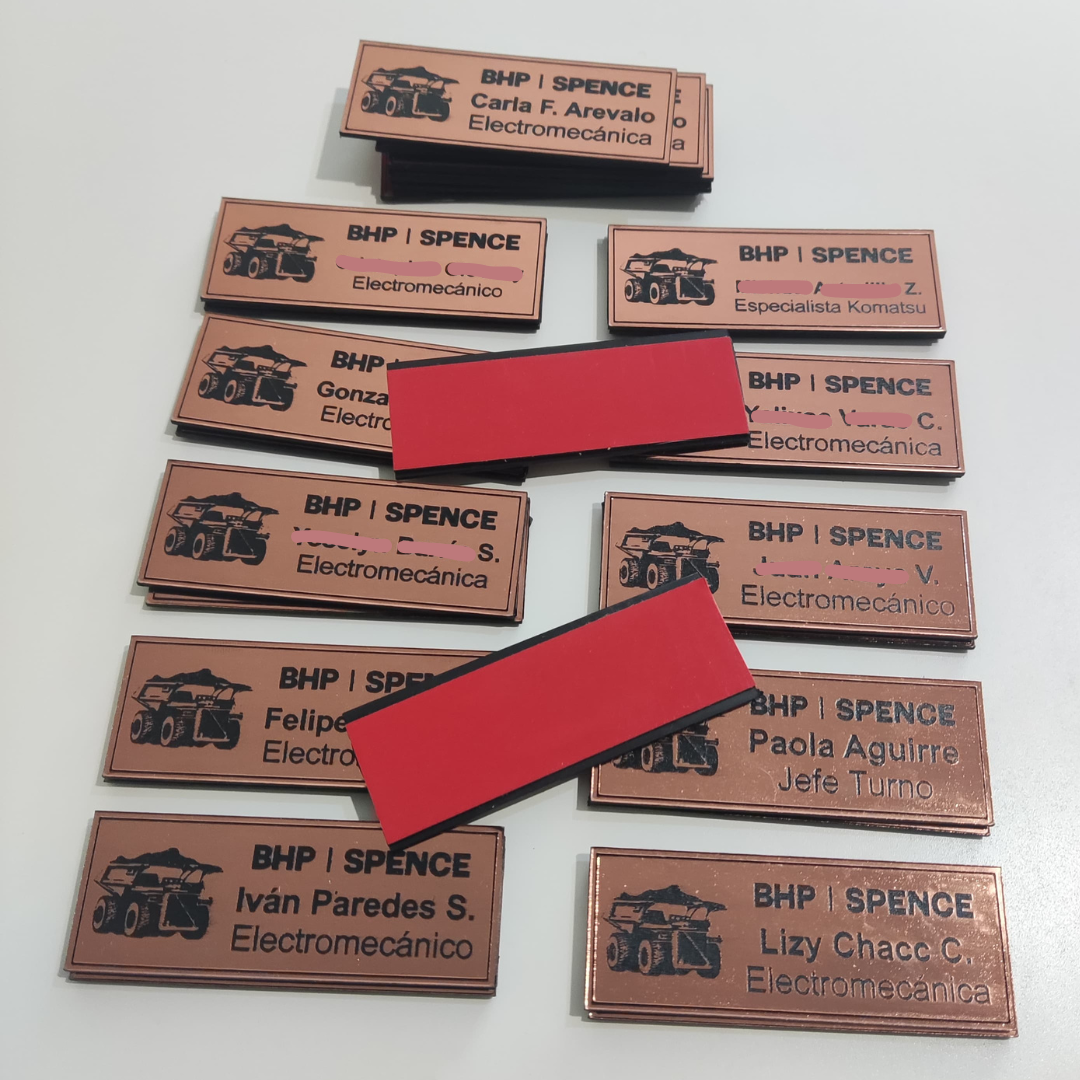 BHP | SPENCE
Carla F. Arevalo
Electromecánica
E
o
a
BHP | SPENCE
Electromecánico
BHP | SPENCE
Z.
Especialista Komatsu
BHP |
Gonza
Electro
BHP | SPENCE
C.
Electromecánica
BHP | SPENCE
S.
Electromecánica
BHP | SPENCE
V.
Electromecánico
BHP | SPEN
Felipe
Electro
BHP | SPENCE
Paola Aguirre
Jefe Turno
BHP | SPENCE
Iván Paredes S.
Electromecánico
BHP | SPENCE
Lizy Chacc C.
Electromecánica